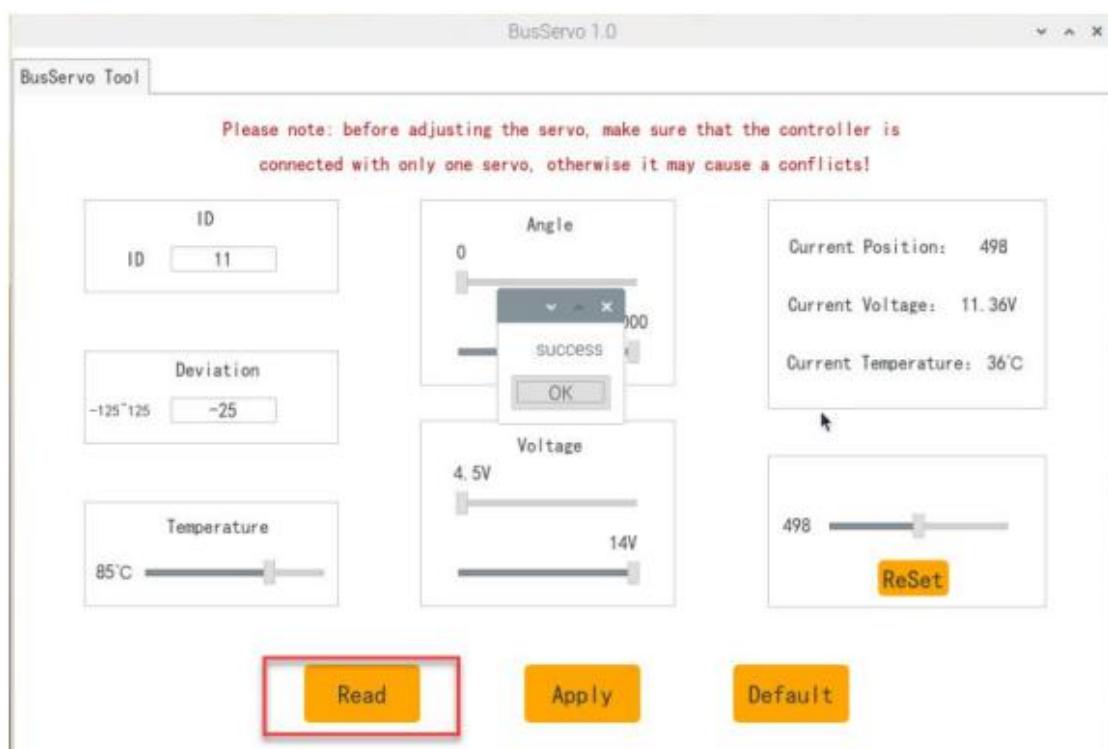 BusServo 1.0
BusServo Tool
Please note: before adjusting the servo, make sure that the controller is
connected with only one servo, otherwise it may cause a conflicts!
ID
ID 11
Deviation
-125~125 -25
Temperature
85℃
Angle
0
000
success
OK
Voltage
4.5V
14V
Current Position: 498
Current Voltage: 11.36V
Current Temperature: 36℃
498
ReSet
Read
Apply
Default